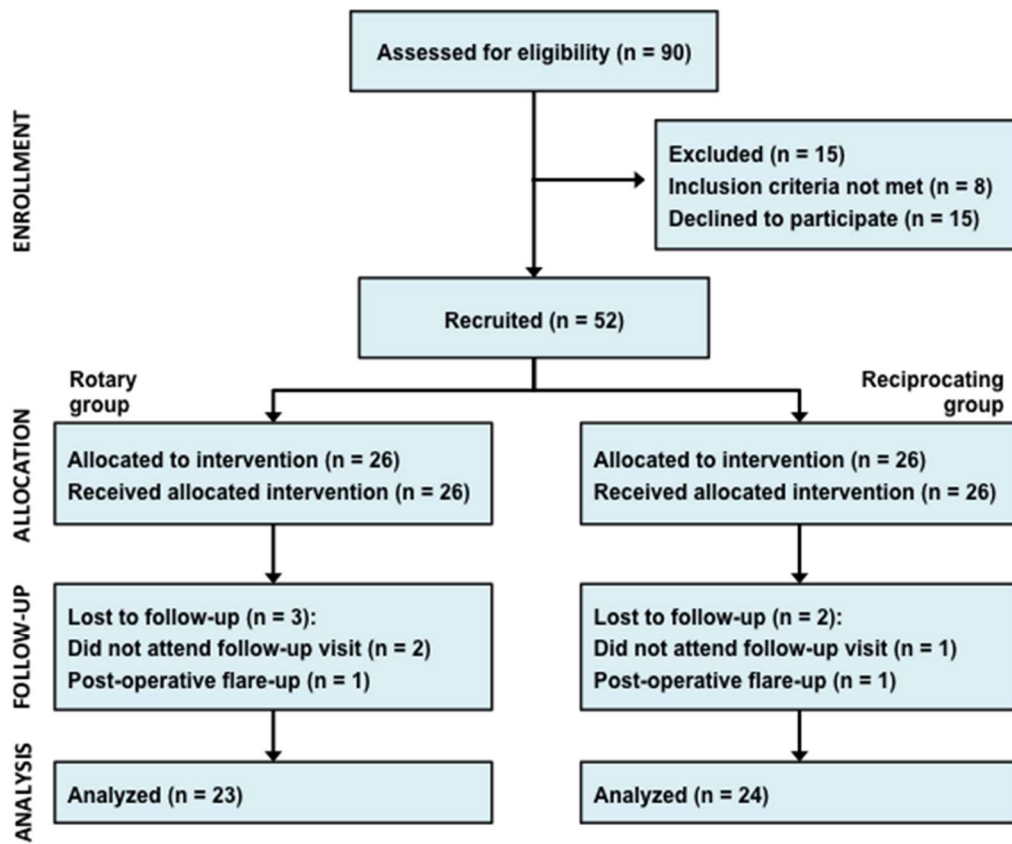 Assessed for eligibility (n = 90)
ENROLLMENT
Excluded (n = 15)
Inclusion criteria not met (n = 8)
Declined to participate (n = 15)
Recruited (n = 52)
Rotary
group
Reciprocating
group
ALLOCATION
Allocated to intervention (n = 26)
Received allocated intervention (n = 26)
Allocated to intervention (n = 26)
Received allocated intervention (n = 26)
FOLLOW-UP
Lost to follow-up (n = 3):
Did not attend follow-up visit (n = 2)
Post-operative flare-up (n = 1)
Lost to follow-up (n = 2):
Did not attend follow-up visit (n = 1)
Post-operative flare-up (n = 1)
ANALYSIS
Analyzed (n = 23)
Analyzed (n = 24)